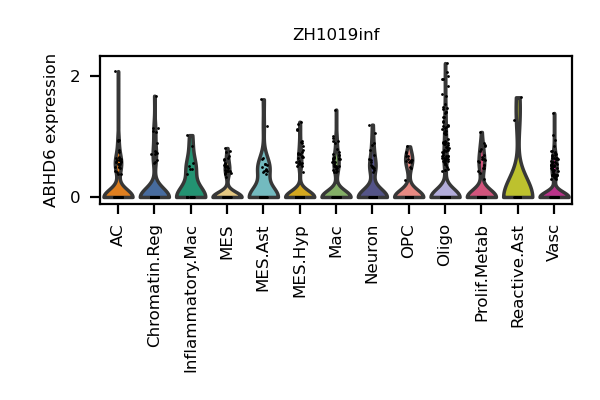 ZH1019inf
ABHD6 expression
2
0
AC
Chromatin.Reg
Inflammatory.Mac
MES
MES.Ast
MES.Hyp
Mac
Neuron
OPC
Oligo
Prolif.Metab
Reactive.Ast
Vasc